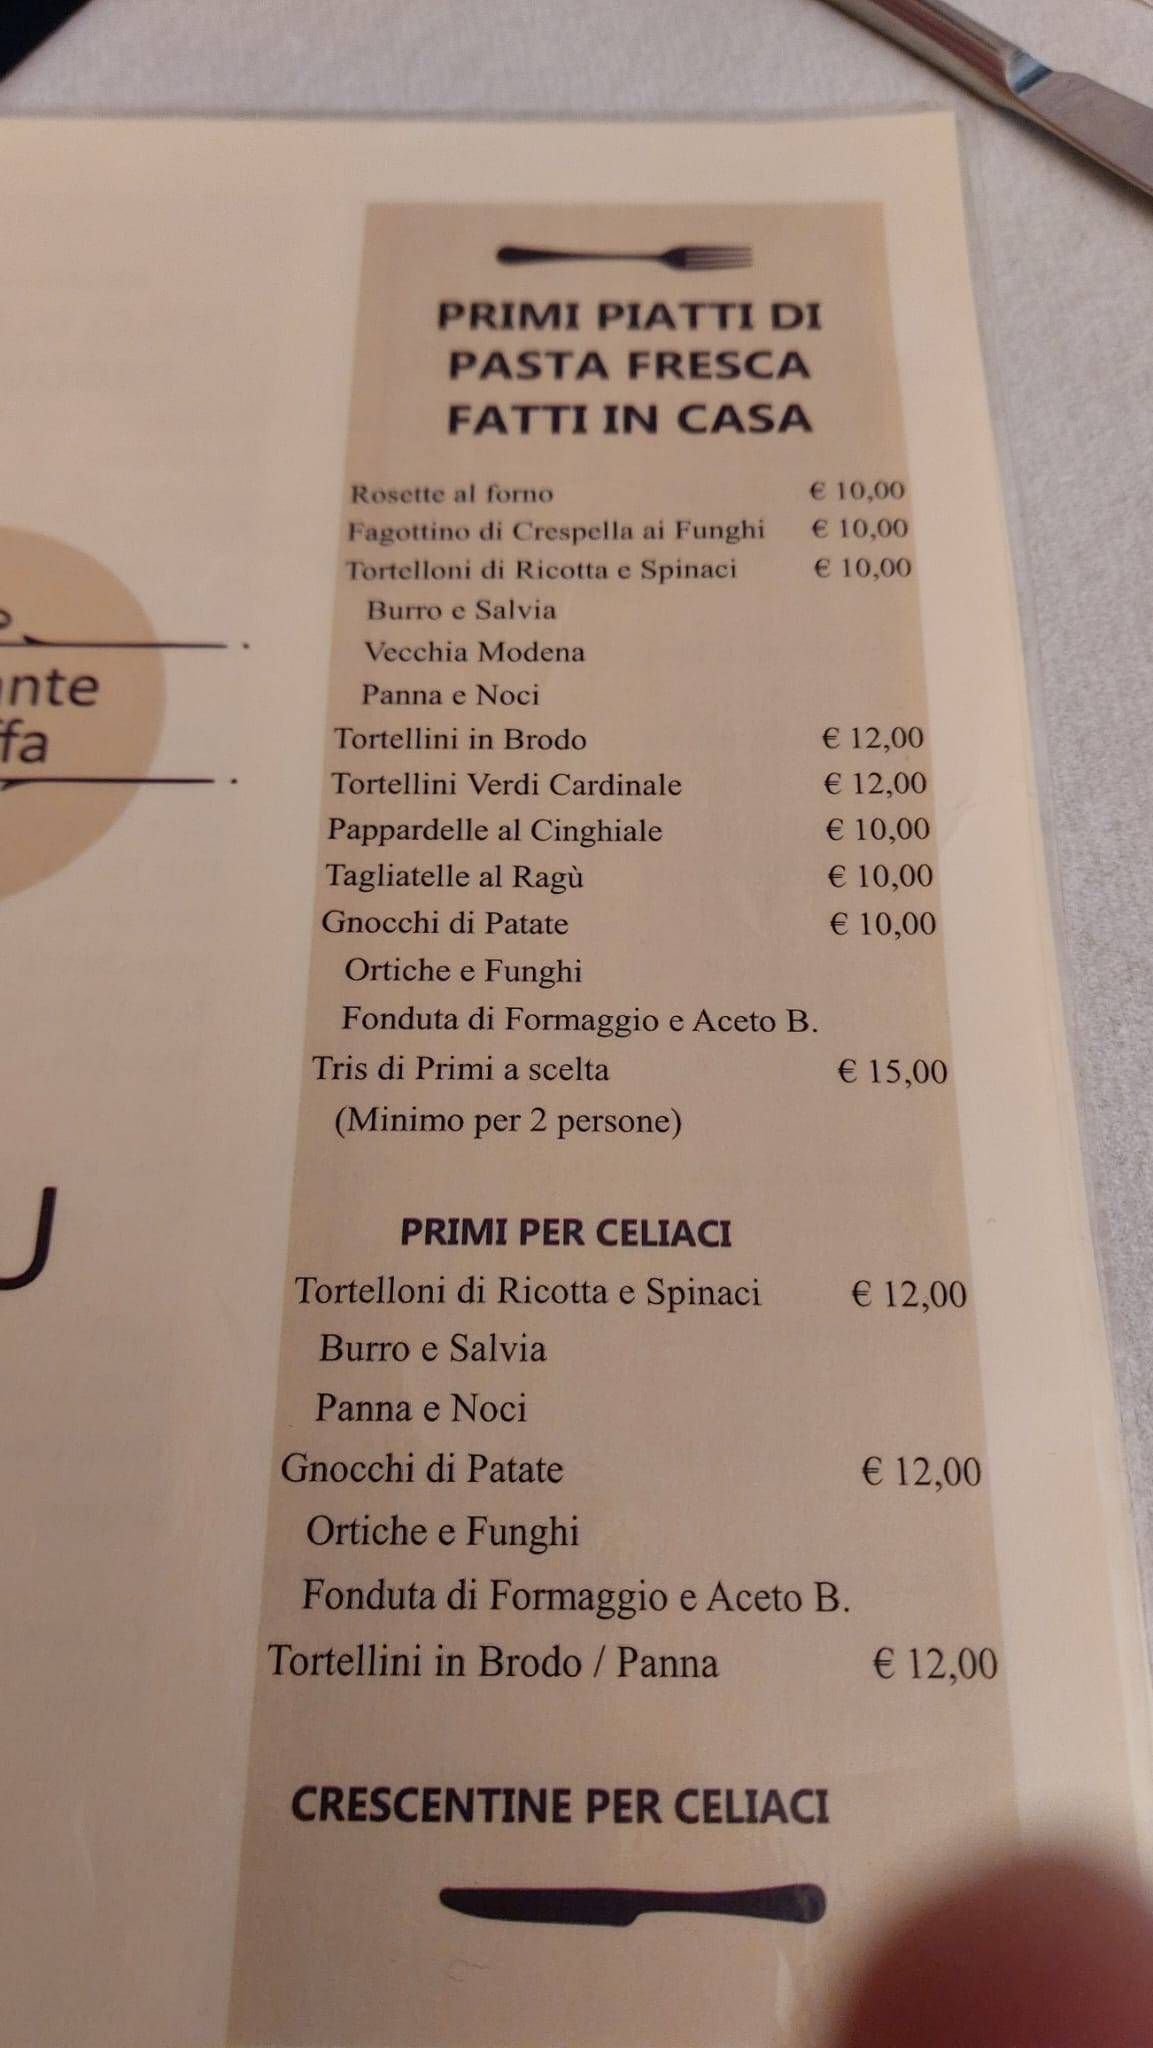 PRIMI PIATTI DI
PASTA FRESCA
FATTI IN CASA
Rosette al forno € 10,00
Fagottino di Crespella ai Funghi € 10,00
Tortelloni di Ricotta e Spinaci € 10,00
Burro e Salvia
Vecchia Modena
Panna e Noci
Tortellini in Brodo € 12,00
Tortellini Verdi Cardinale € 12,00
Pappardelle al Cinghiale € 10,00
Tagliatelle al Ragù € 10,00
Gnocchi di Patate € 10,00
Ortiche e Funghi
Fonduta di Formaggio e Aceto B.
Tris di Primi a scelta € 15,00
(Minimo per 2 persone)
PRIMI PER CELIACI
Tortelloni di Ricotta e Spinaci € 12,00
Burro e Salvia
Panna e Noci
Gnocchi di Patate € 12,00
Ortiche e Funghi
Fonduta di Formaggio e Aceto B.
Tortellini in Brodo / Panna € 12,00
CRESCENTINE PER CELIACI